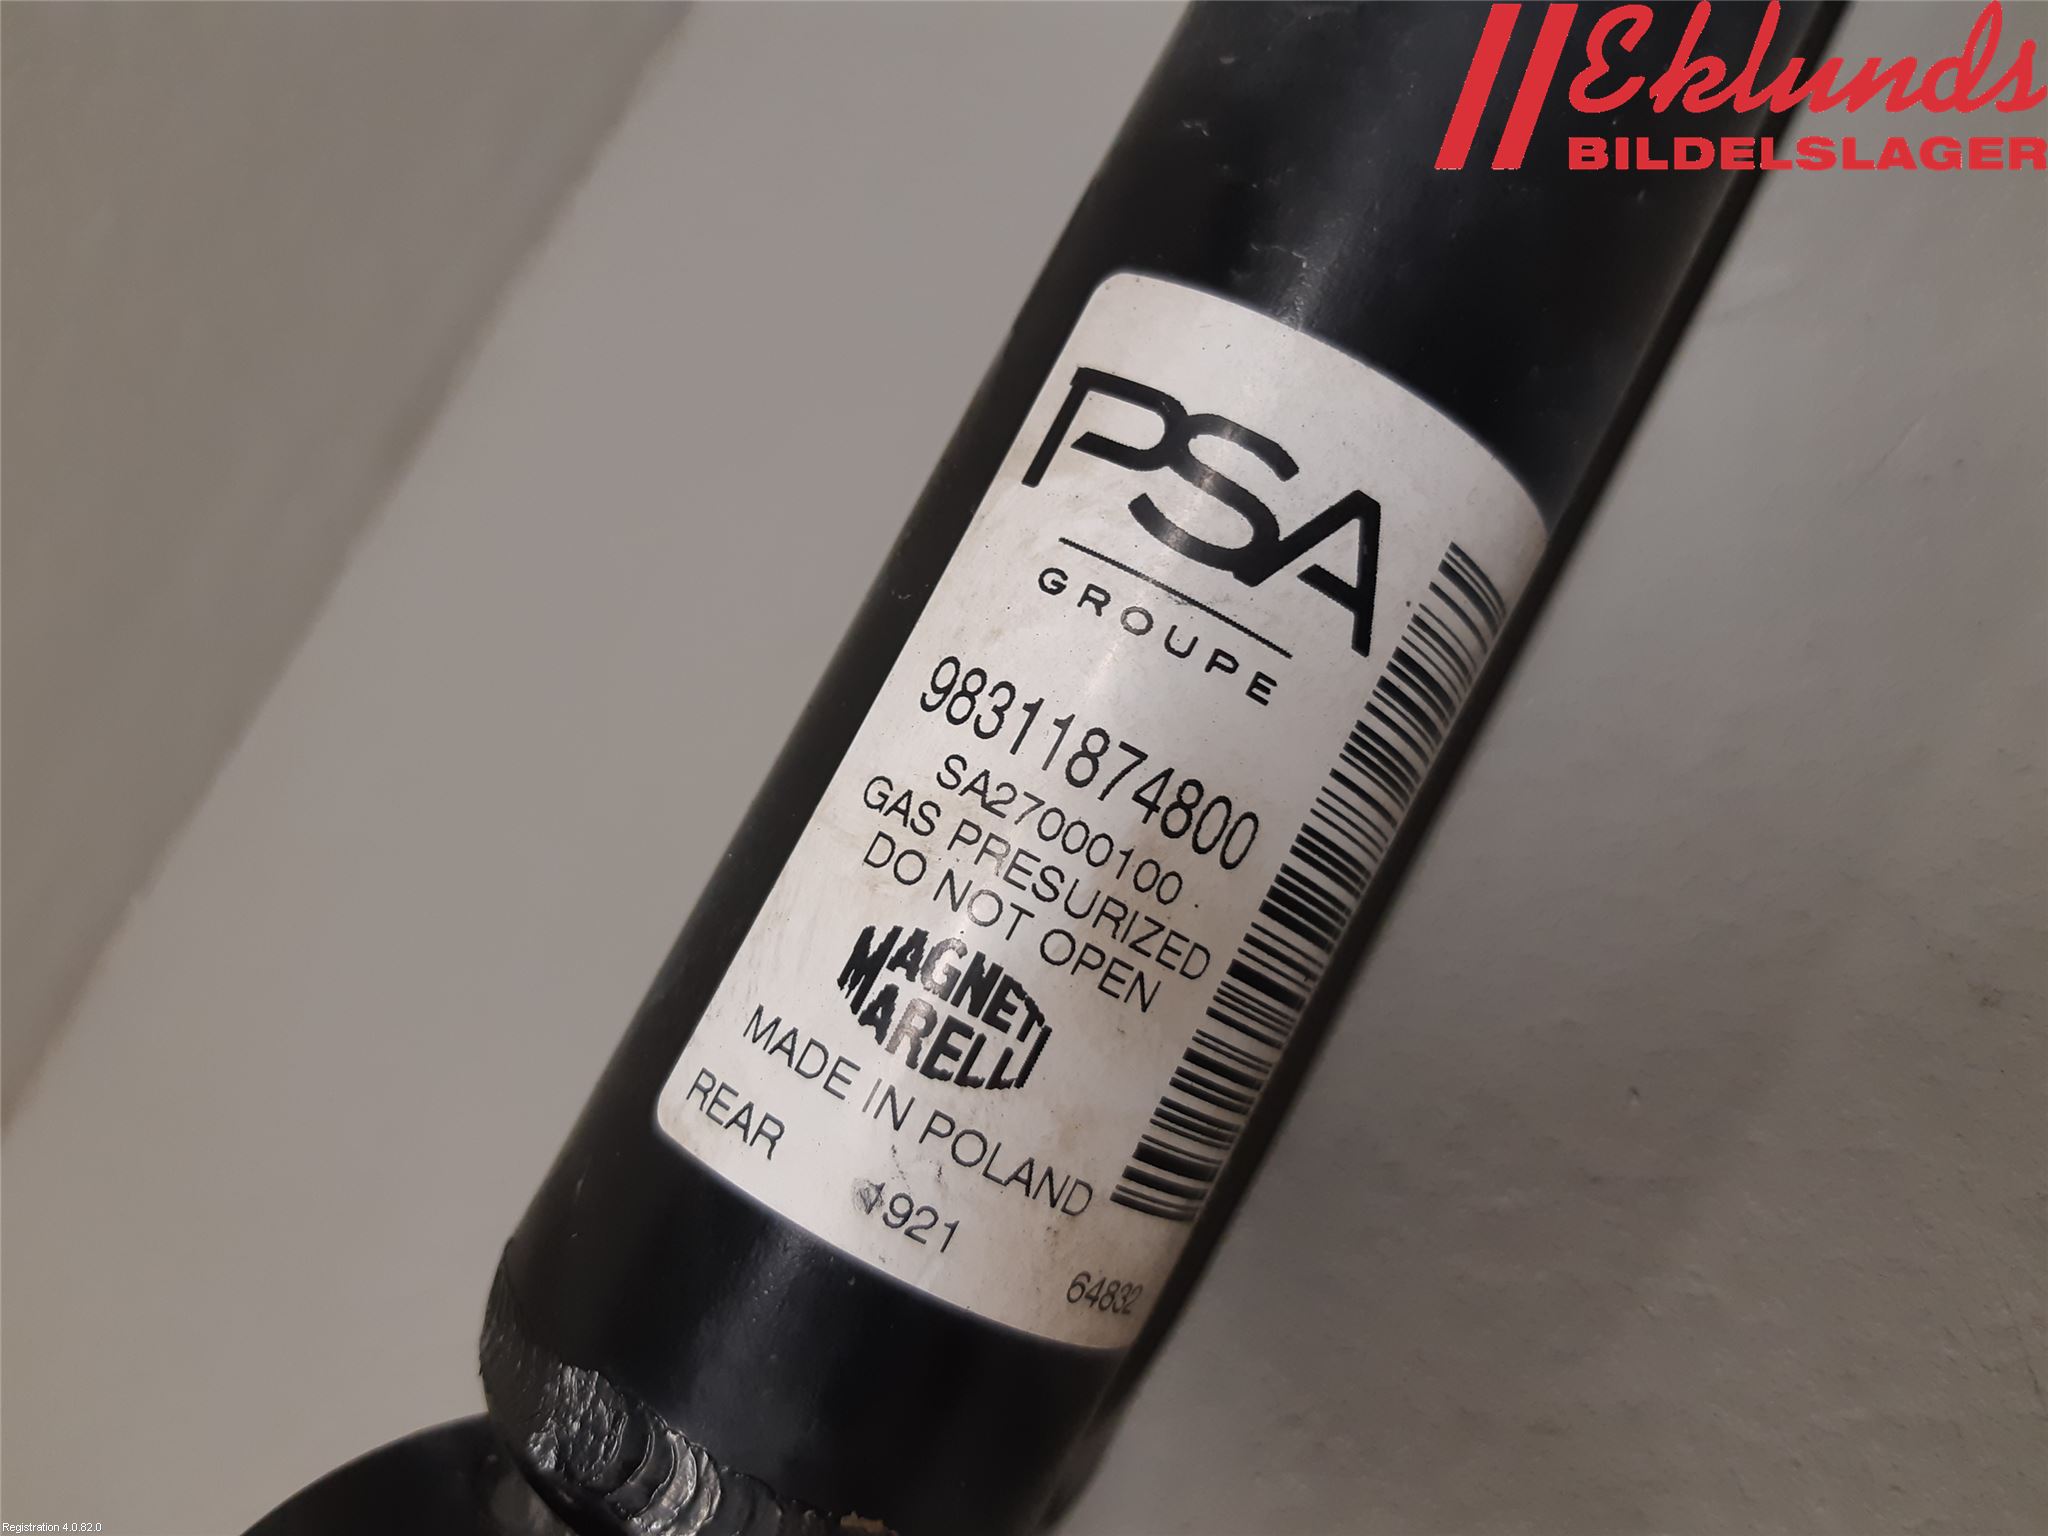 Eklunds
BILDELSLAGER
PSA
GROUPE
98311874800
SA27000100
GAS PRESURIZED
DO NOT OPEN
MAGNETI
MARELLI
MADE IN POLAND
REAR
1921
64832
Registration 4.0.82.0